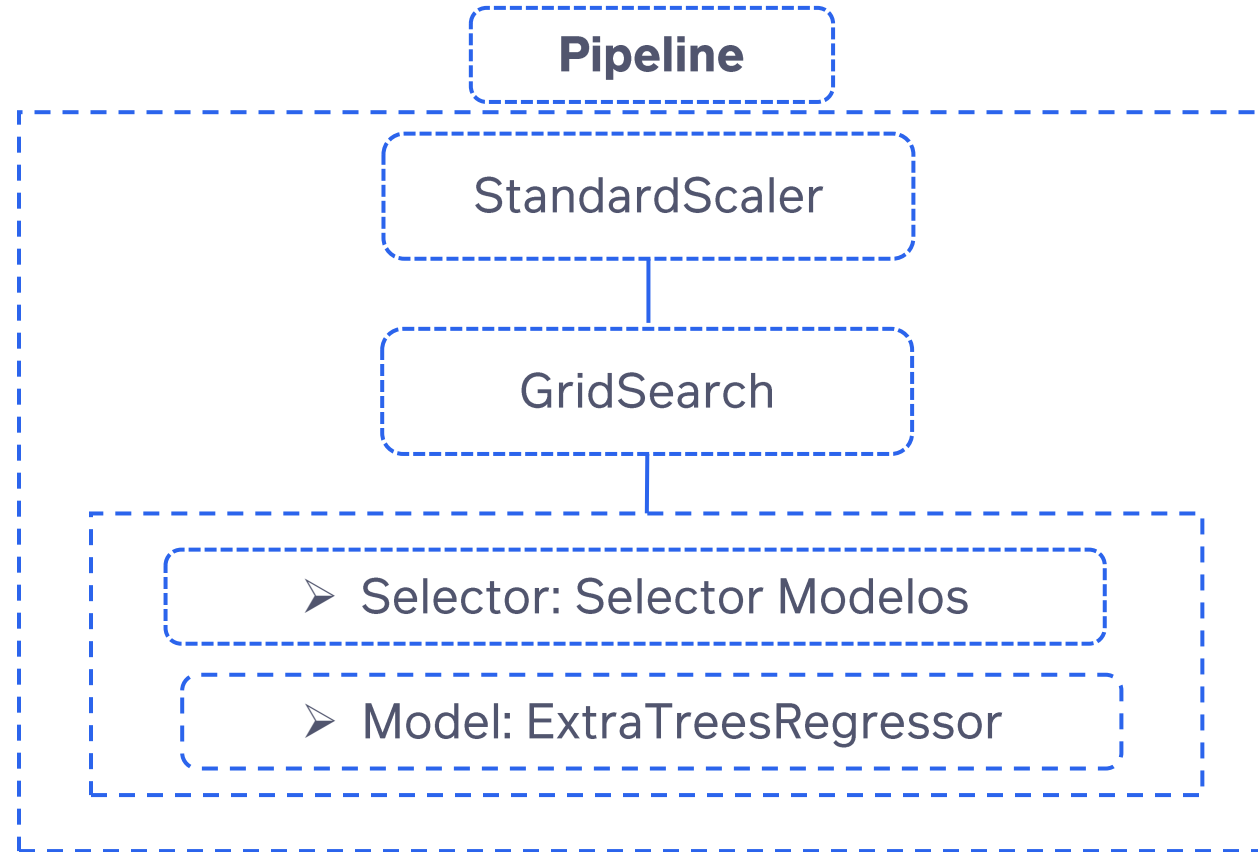 Pipeline
StandardScaler
GridSearch
➢ Selector: Selector Modelos
➢ Model: ExtraTreesRegressor